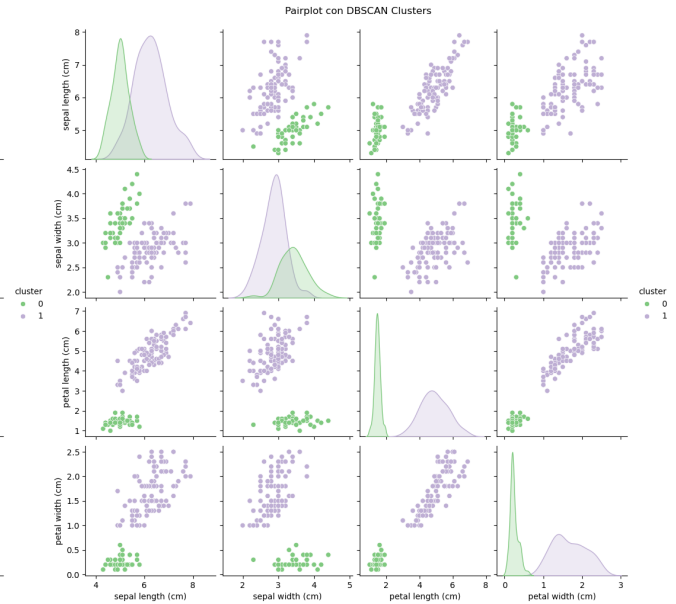 Pairplot con DBSCAN Clusters
8
7
6
5
sepal length (cm)
4.5
4.0
3.5
3.0
2.5
2.0
sepal width (cm)
cluster
0
1
cluster
0
1
7
6
5
4
3
2
1
petal length (cm)
2.5
2.0
1.5
1.0
0.5
0.0
petal width (cm)
4 6 8
2 3 4 5
2 4 6 8
0 1 2 3
sepal length (cm) sepal width (cm) petal length (cm) petal width (cm)